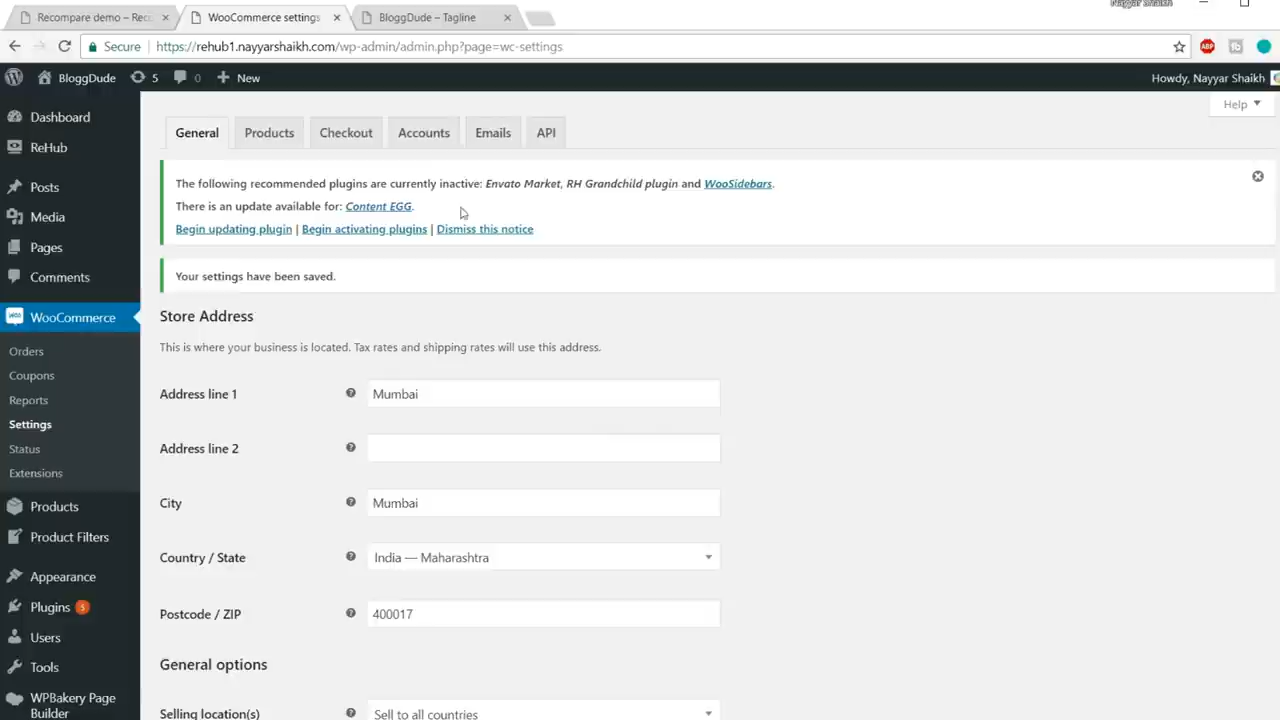 Nayyar Shaikh
Recompare demo – Rec
WooCommerce settings
BloggDude – Tagline
Secure
https://rehub1.nayyarshaikh.com/wp-admin/admin.php?page=wc-settings
ABP
BloggDude 5 0 New
Howdy, Nayyar Shaikh
Help
Dashboard
ReHub
Posts
Media
Pages
Comments
WooCommerce
Orders
Coupons
Reports
Settings
Status
Extensions
Products
Product Filters
Appearance
Plugins 5
Users
Tools
WPBakery Page
Builder
General Products Checkout Accounts Emails API
The following recommended plugins are currently inactive: Envato Market, RH Grandchild plugin and WooSidebars.
There is an update available for: Content EGG.
Begin updating plugin | Begin activating plugins | Dismiss this notice
Your settings have been saved.
Store Address
This is where your business is located. Tax rates and shipping rates will use this address.
Address line 1
Mumbai
Address line 2
City
Mumbai
Country / State
India — Maharashtra
Postcode / ZIP
400017
General options
Selling location(s)
Sell to all countries